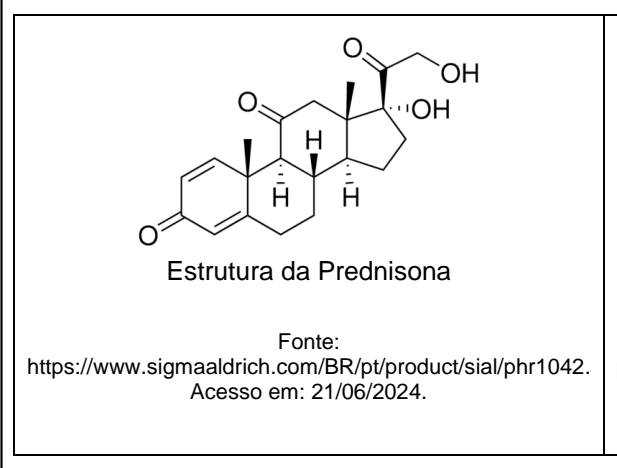 O
OH
O
OH
H
H
H
O
Estrutura da Prednisona
Fonte:
https://www.sigmaaldrich.com/BR/pt/product/sial/phr1042.
Acesso em: 21/06/2024.